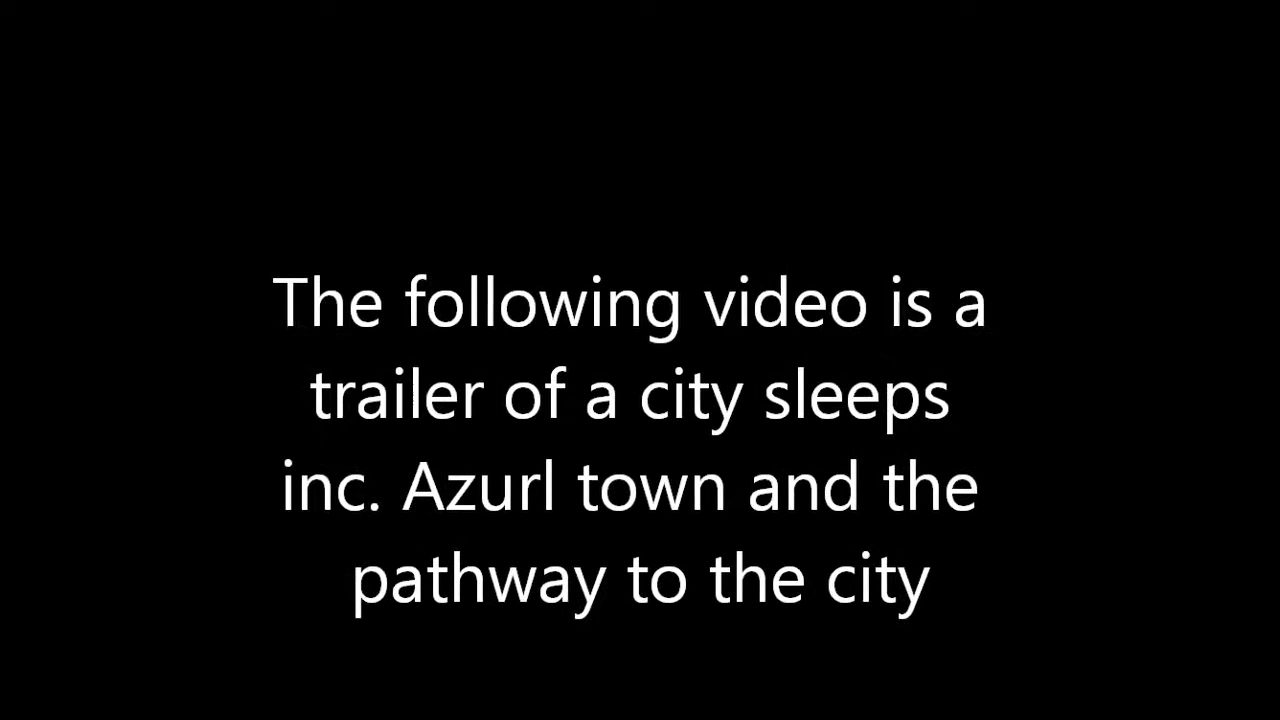 The following video is a
trailer of a city sleeps
inc. Azurl town and the
pathway to the city